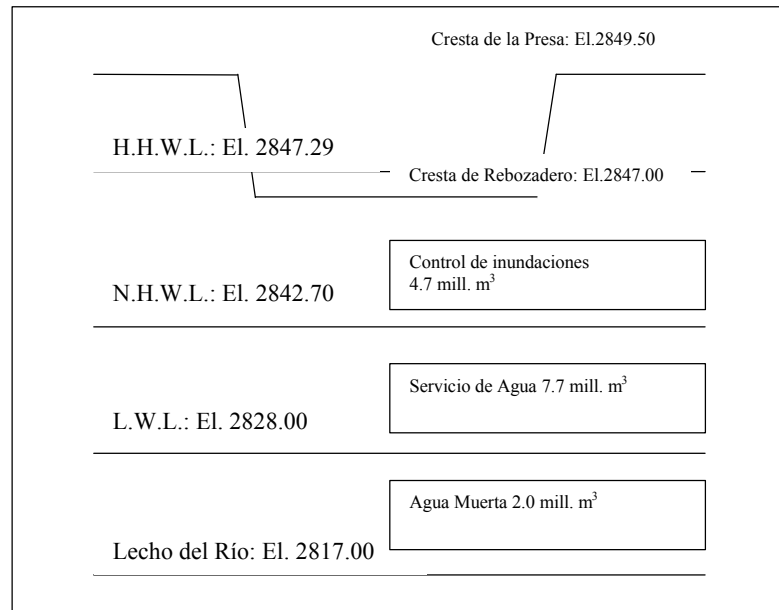 Cresta de la Presa: El.2849.50
H.H.W.L.: El. 2847.29
Cresta de Rebozadero: El.2847.00
Control de inundaciones
4.7 mill. m³
N.H.W.L.: El. 2842.70
Servicio de Agua 7.7 mill. m³
L.W.L.: El. 2828.00
Agua Muerta 2.0 mill. m³
Lecho del Río: El. 2817.00